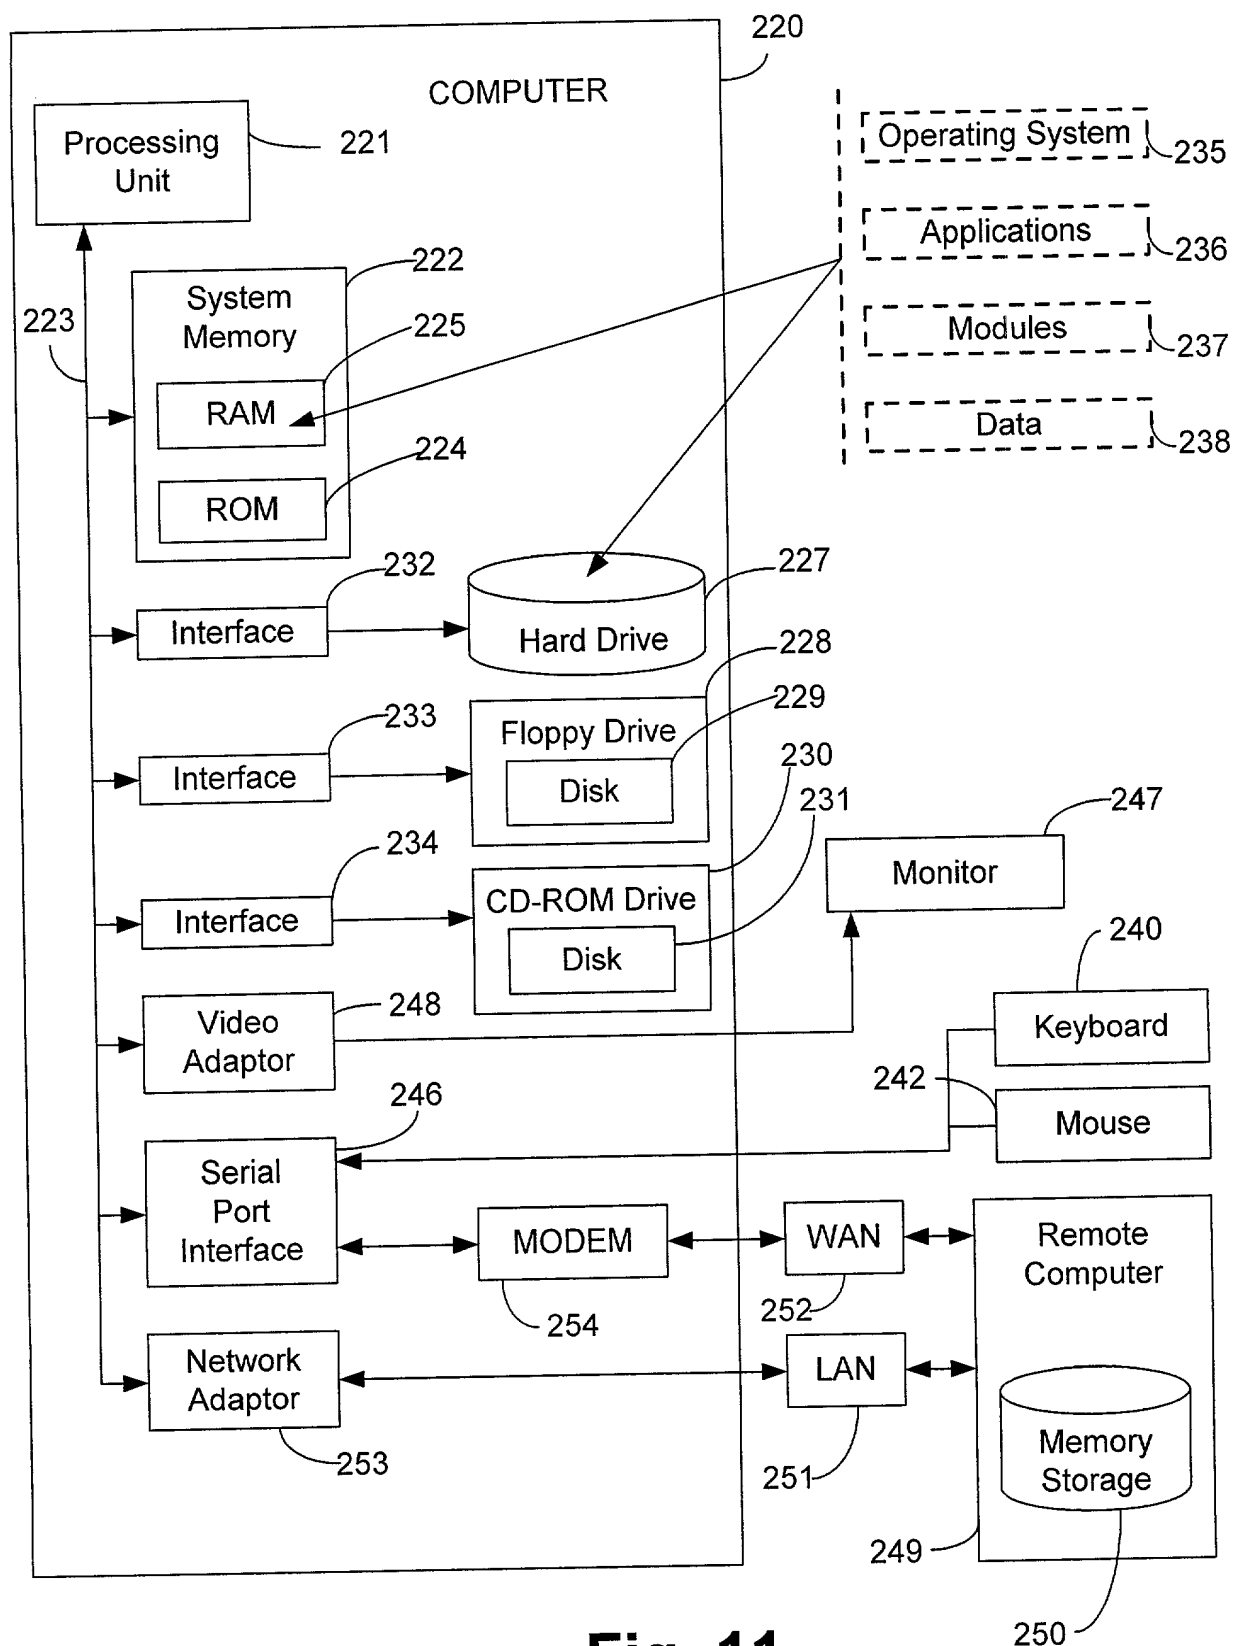 220
COMPUTER
Processing
Unit
221
Operating System
235
Applications
236
Modules
237
Data
238
222
System
Memory
223
225
RAM
224
ROM
232
Interface
227
Hard Drive
228
229
233
Interface
Floppy Drive
Disk
230
231
234
Interface
CD-ROM Drive
Disk
247
Monitor
248
Video
Adaptor
240
Keyboard
242
Mouse
246
Serial
Port
Interface
MODEM
254
WAN
252
Remote
Computer
Network
Adaptor
253
LAN
251
Memory
Storage
249
250
Fig. 11